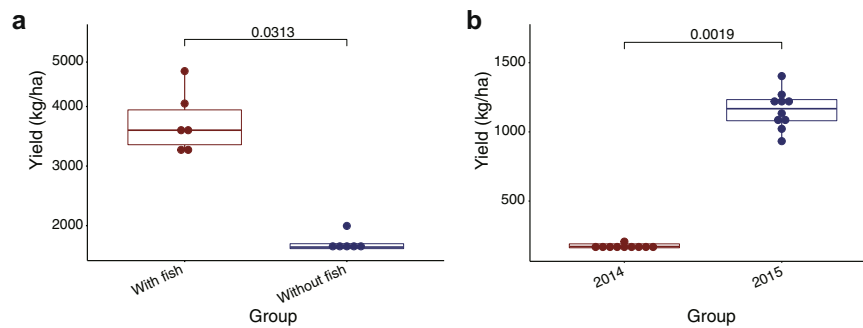 a
0.0313
Yield (kg/ha)
5000
4000
3000
2000
With fish
Without fish
Group
b
0.0019
Yield (kg/ha)
1500
1000
500
2014
2015
Group